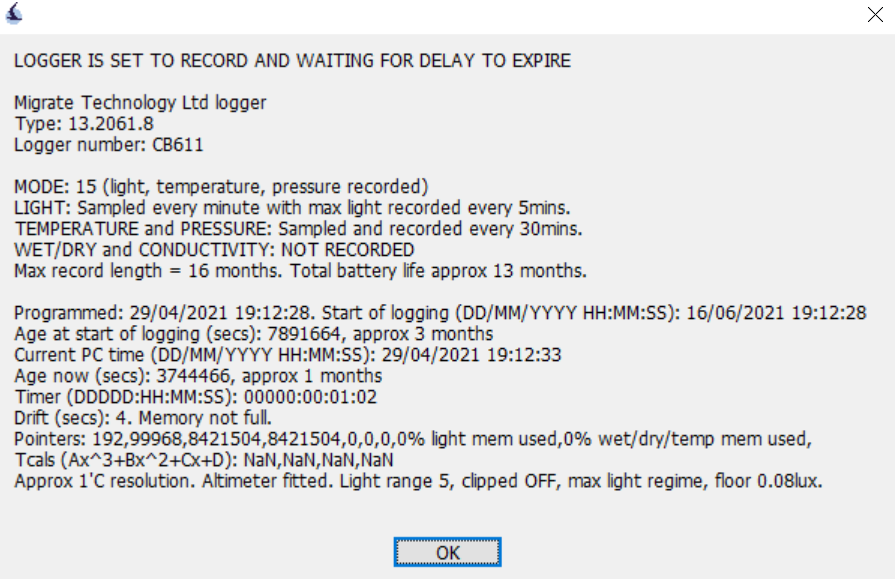 LOGGER IS SET TO RECORD AND WAITING FOR DELAY TO EXPIRE
Migrate Technology Ltd logger
Type: 13.2061.8
Logger number: CB611
MODE: 15 (light, temperature, pressure recorded)
LIGHT: Sampled every minute with max light recorded every 5mins.
TEMPERATURE and PRESSURE: Sampled and recorded every 30mins.
WET/DRY and CONDUCTIVITY: NOT RECORDED
Max record length = 16 months. Total battery life approx 13 months.
Programmed: 29/04/2021 19:12:28. Start of logging (DD/MM/YYYY HH:MM:SS): 16/06/2021 19:12:28
Age at start of logging (secs): 7891664, approx 3 months
Current PC time (DD/MM/YYYY HH:MM:SS): 29/04/2021 19:12:33
Age now (secs): 3744466, approx 1 months
Timer (DDDDD:HH:MM:SS): 00000:00:01:02
Drift (secs): 4. Memory not full.
Pointers: 192,99968,8421504,8421504,0,0,0,0% light mem used,0% wet/dry/temp mem used,
Tcals (Ax^3+Bx^2+Cx+D): NaN,NaN,NaN,NaN
Approx 1'C resolution. Altimeter fitted. Light range 5, clipped OFF, max light regime, floor 0.08lux.
OK